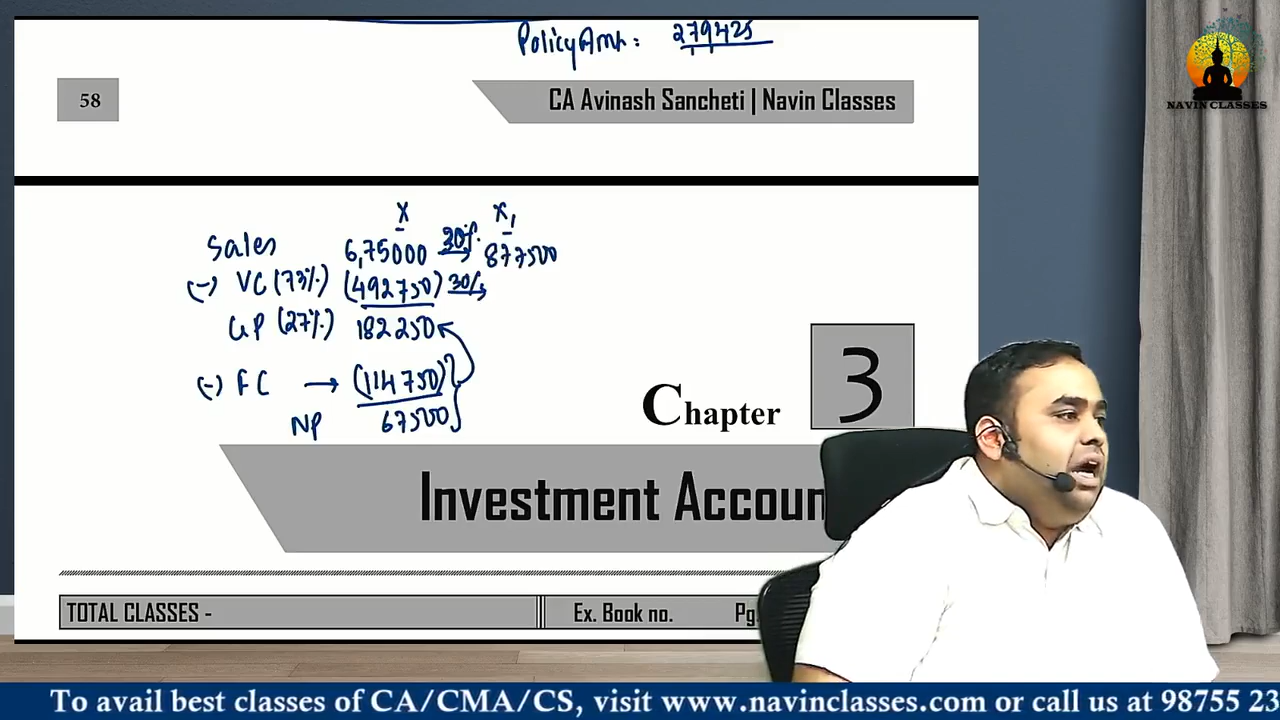 PolicyAmt: 279425
58
CA Avinash Sancheti | Navin Classes
NAVIN CLASSES
X X1
Sales 6,75000 30% 877500
(-) VC (73%) (492750) 30%
GP (27%) 182250
(-) FC → (114750)
NP 67500
Chapter 3
Investment Accoun
TOTAL CLASSES -
Ex. Book no.
Pg.
To avail best classes of CA/CMA/CS, visit www.navinclasses.com or call us at 98755 23